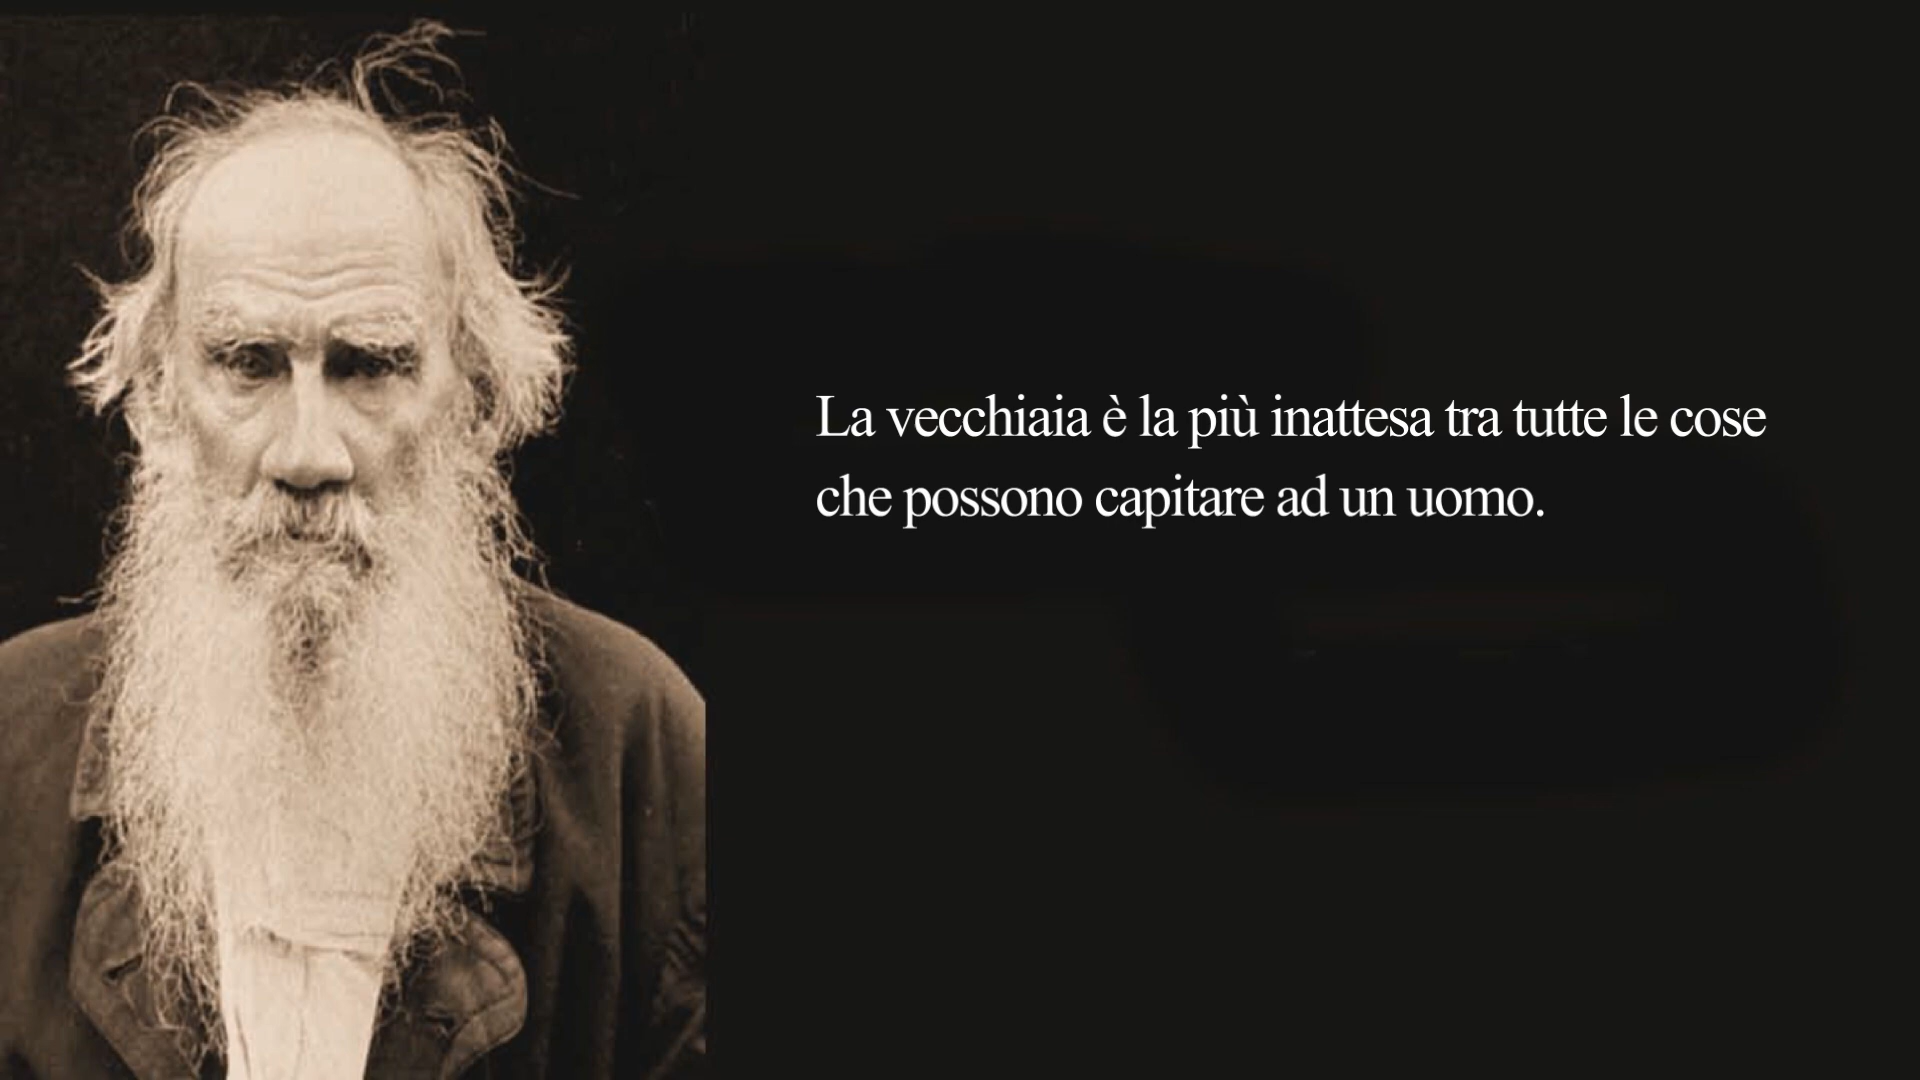 La vecchiaia è la più inattesa tra tutte le cose
che possono capitare ad un uomo.